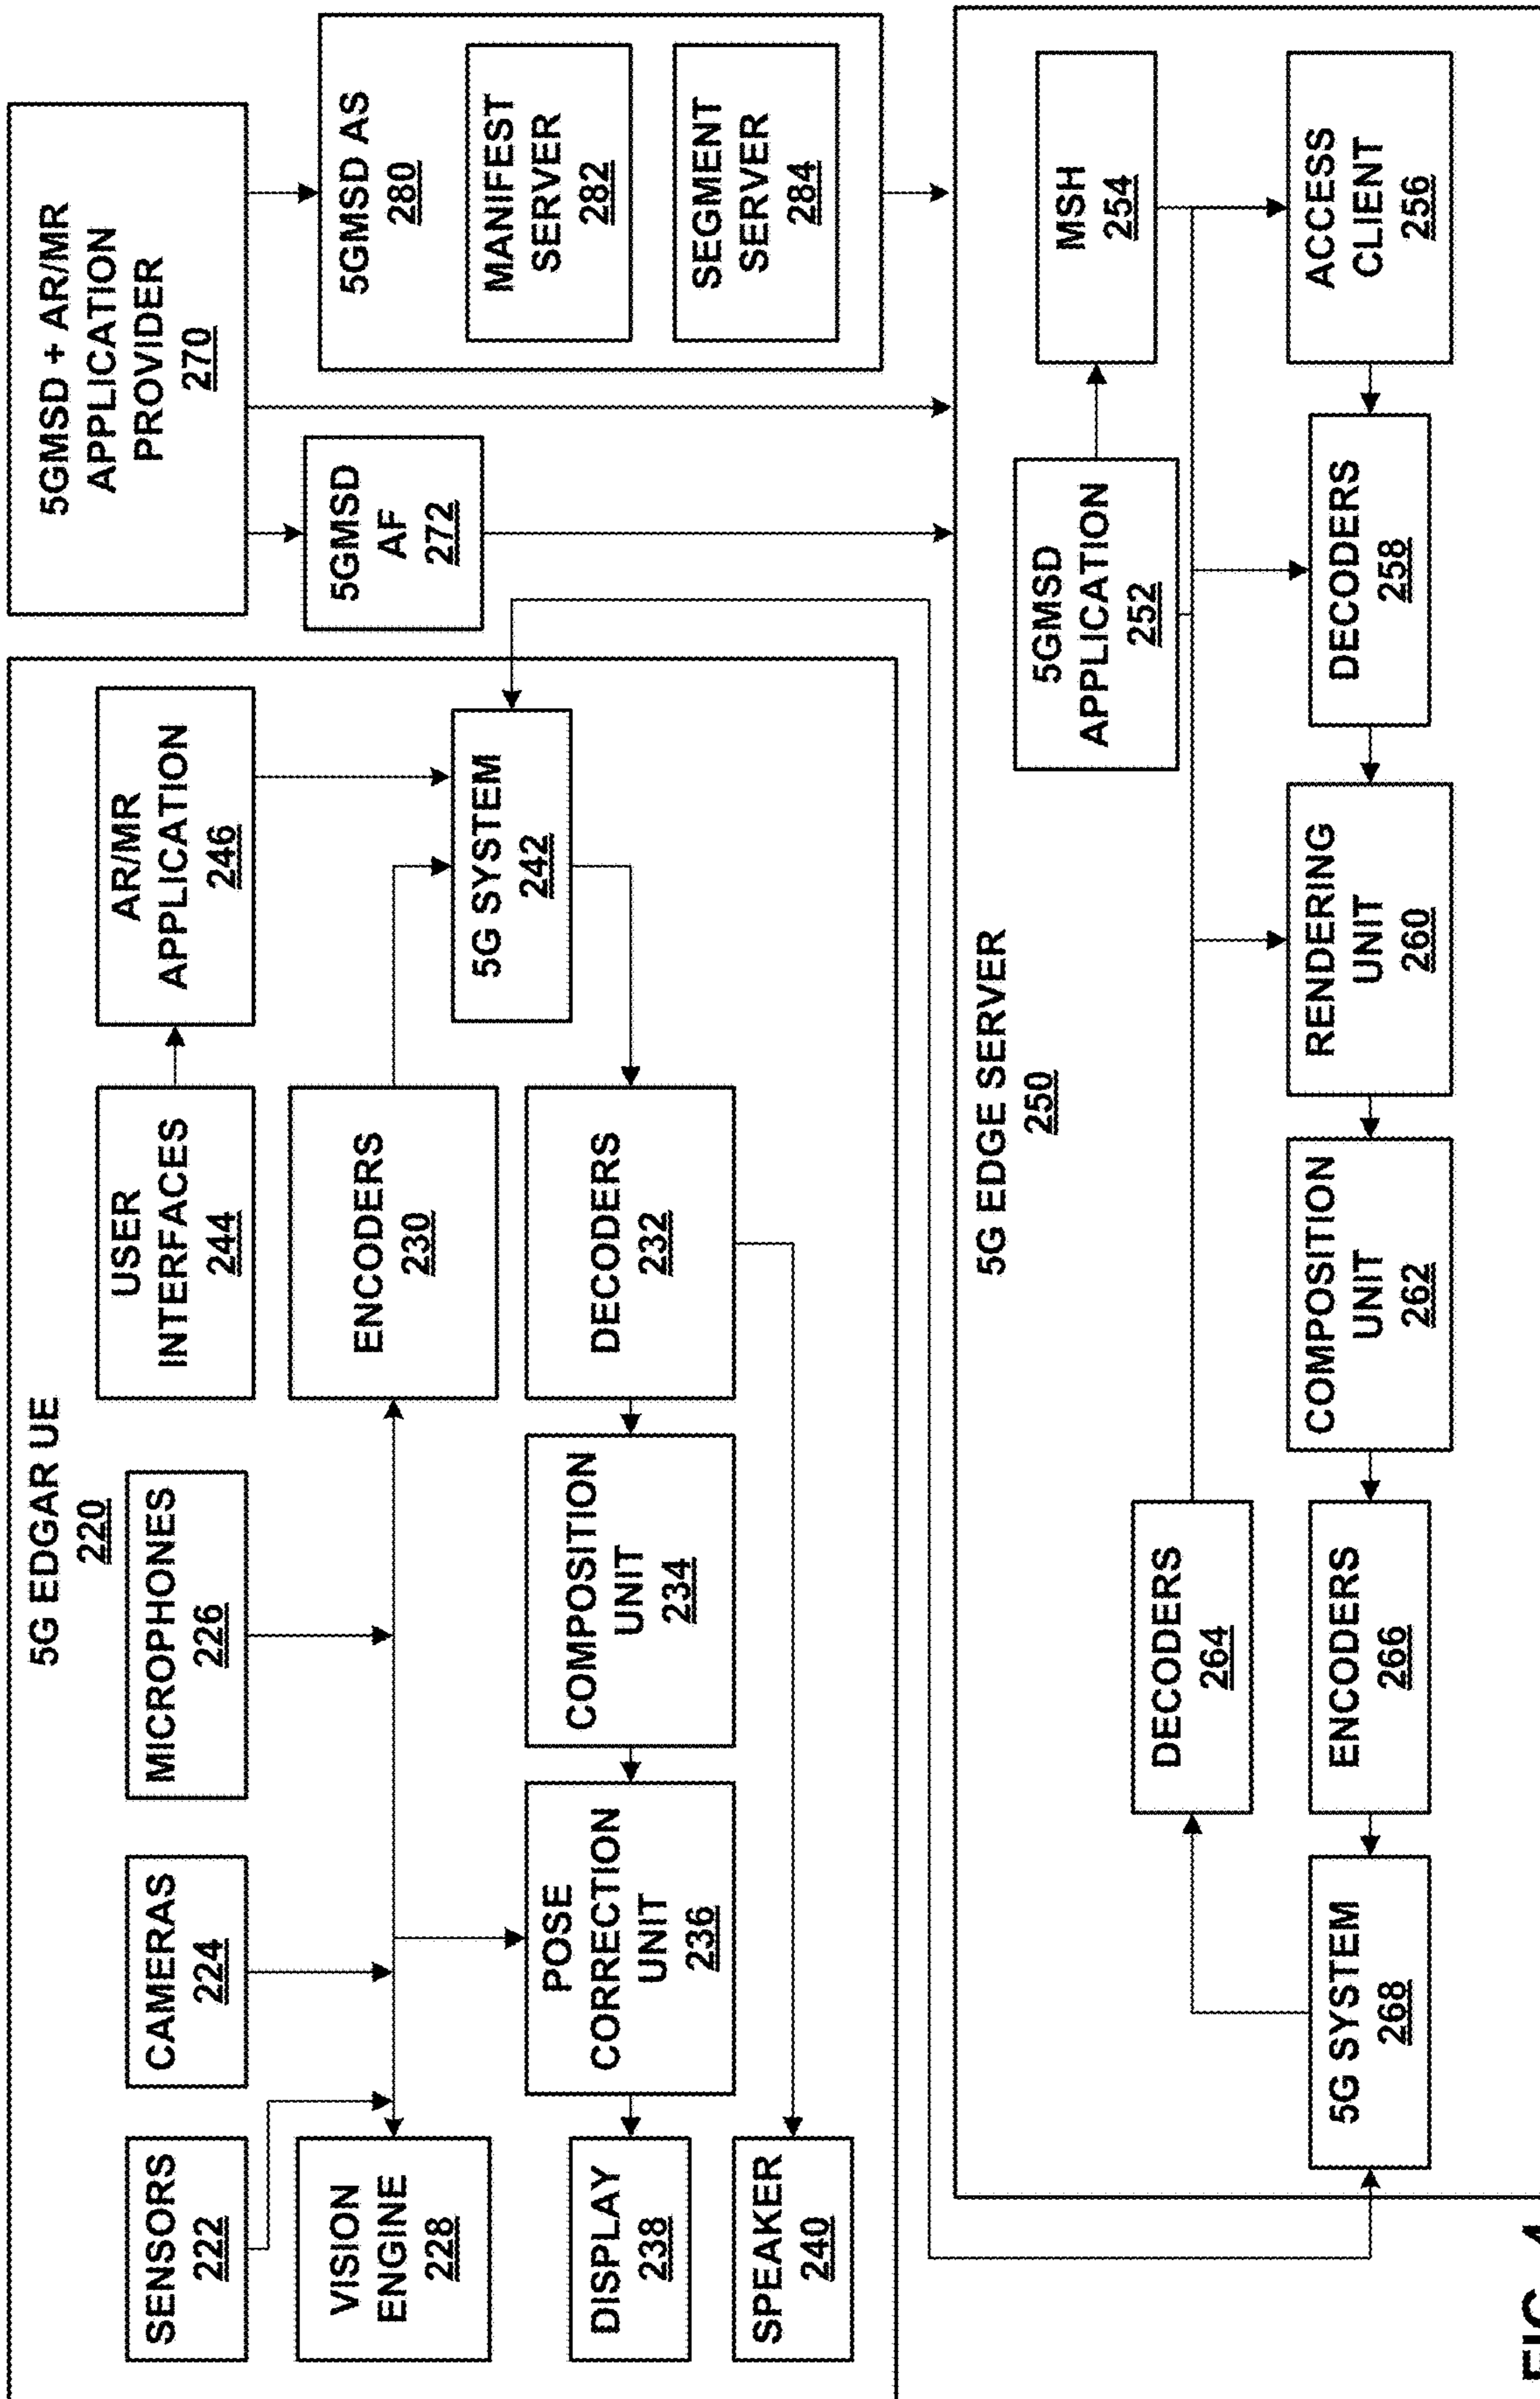 5G EDGAR UE
220
SENSORS
222
CAMERAS
224
MICROPHONES
226
USER
INTERFACES
244
AR/MR
APPLICATION
246
VISION
ENGINE
228
ENCODERS
230
5G SYSTEM
242
DISPLAY
238
POSE
CORRECTION
UNIT
236
COMPOSITION
UNIT
234
DECODERS
232
SPEAKER
240
5GMSD + AR/MR
APPLICATION
PROVIDER
270
5GMSD
AF
272
5GMSD AS
280
MANIFEST
SERVER
282
SEGMENT
SERVER
284
5G EDGE SERVER
250
5GMSD
APPLICATION
252
MSH
254
DECODERS
264
5G SYSTEM
268
ENCODERS
266
COMPOSITION
UNIT
262
RENDERING
UNIT
260
DECODERS
258
ACCESS
CLIENT
256